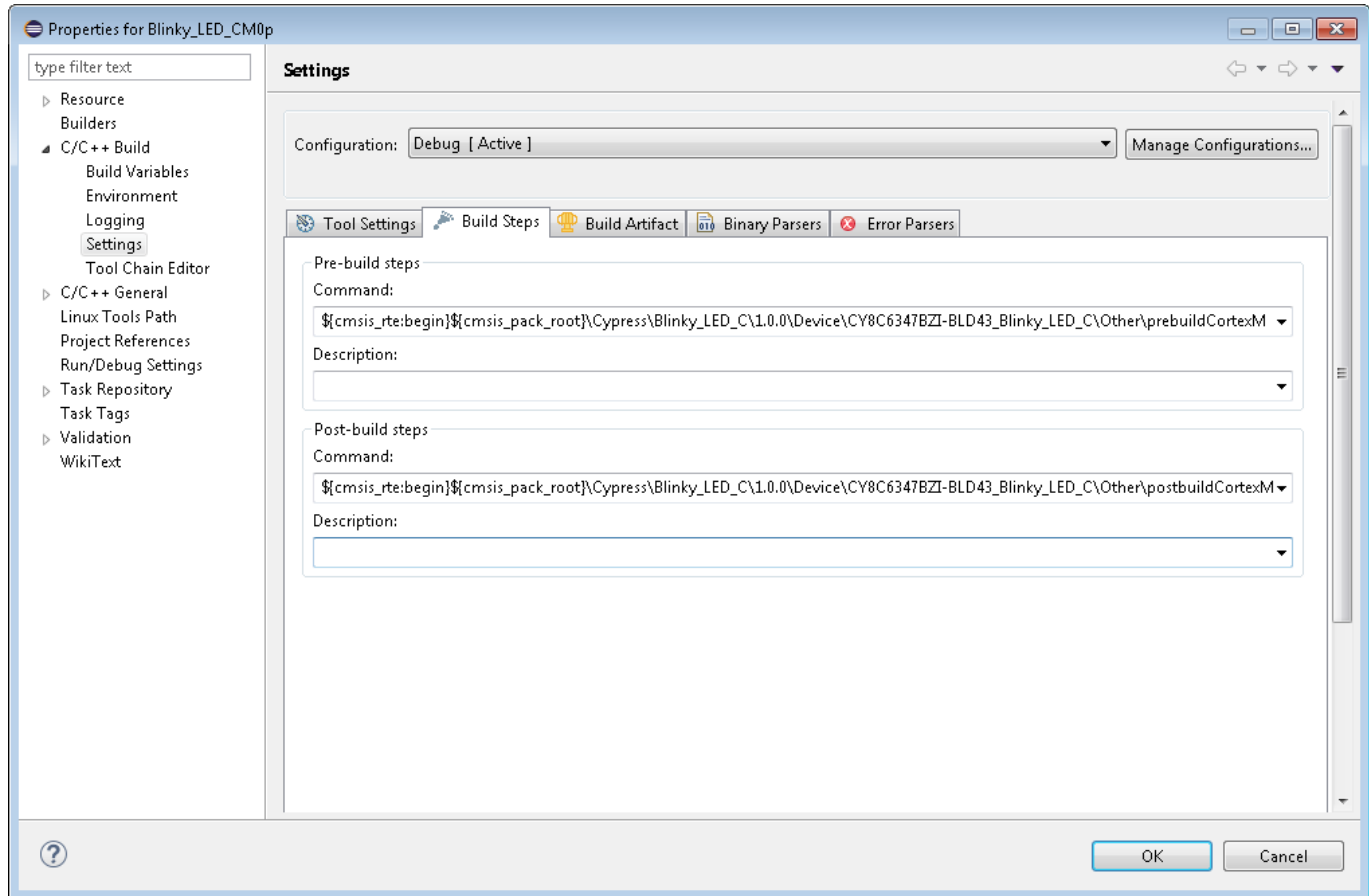 Properties for Blinky_LED_CM0p
type filter text
Settings
Resource
Builders
C/C++ Build
Build Variables
Environment
Logging
Settings
Tool Chain Editor
C/C++ General
Linux Tools Path
Project References
Run/Debug Settings
Task Repository
Task Tags
Validation
WikiText
Configuration: Debug [ Active ] Manage Configurations...
Tool Settings Build Steps Build Artifact 010 Binary Parsers Error Parsers
Pre-build steps
Command:
${cmsis_rte:begin}${cmsis_pack_root}\Cypress\Blinky_LED_C\1.0.0\Device\CY8C6347BZI-BLD43_Blinky_LED_C\Other\prebuildCortexM
Description:
Post-build steps
Command:
${cmsis_rte:begin}${cmsis_pack_root}\Cypress\Blinky_LED_C\1.0.0\Device\CY8C6347BZI-BLD43_Blinky_LED_C\Other\postbuildCortexM
Description:
? OK Cancel